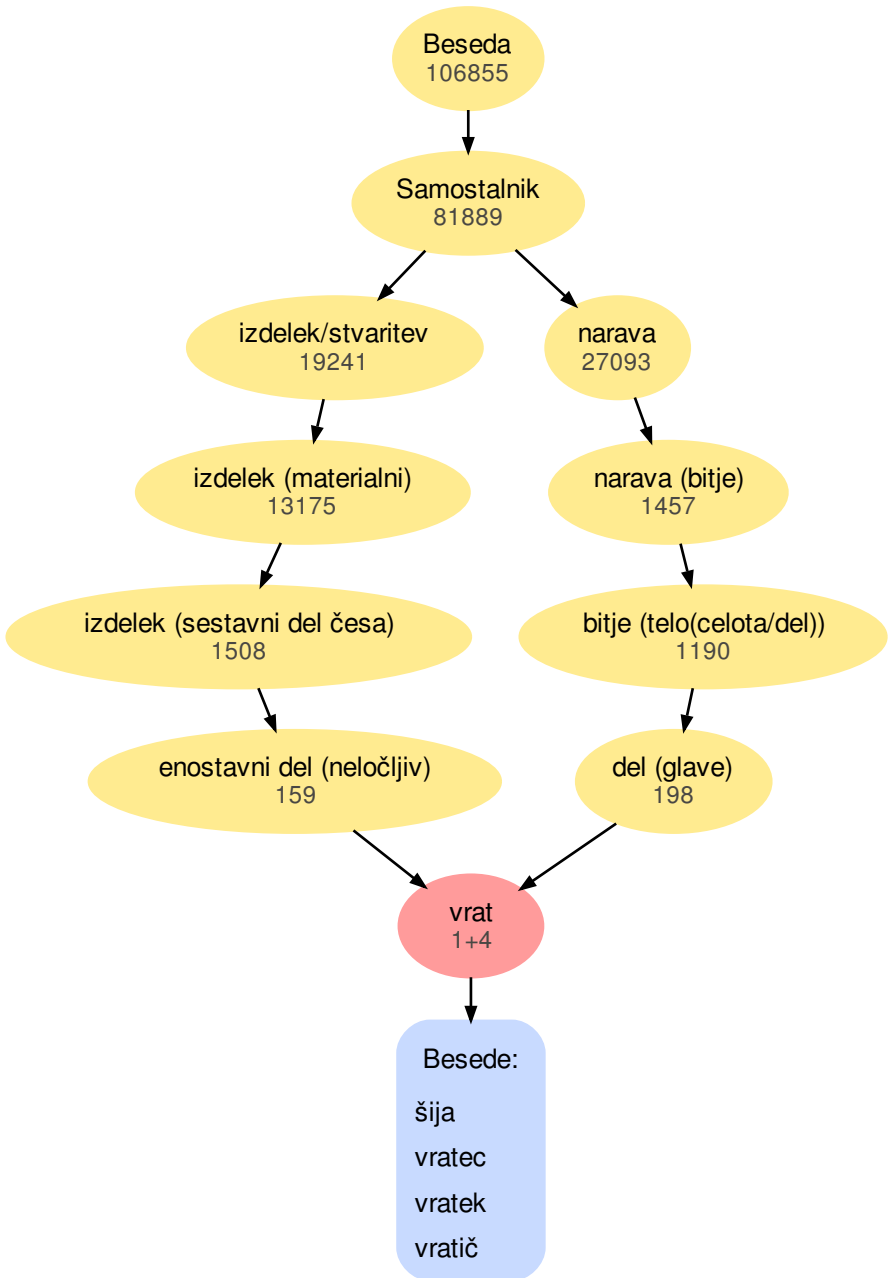 Beseda
106855
Samostalnik
81889
izdelek/stvaritev
19241
narava
27093
izdelek (materialni)
13175
narava (bitje)
1457
izdelek (sestavni del česa)
1508
bitje (telo(celota/del))
1190
enostavni del (neločljiv)
159
del (glave)
198
vrat
1+4
Besede:
šija
vratec
vratek
vratič